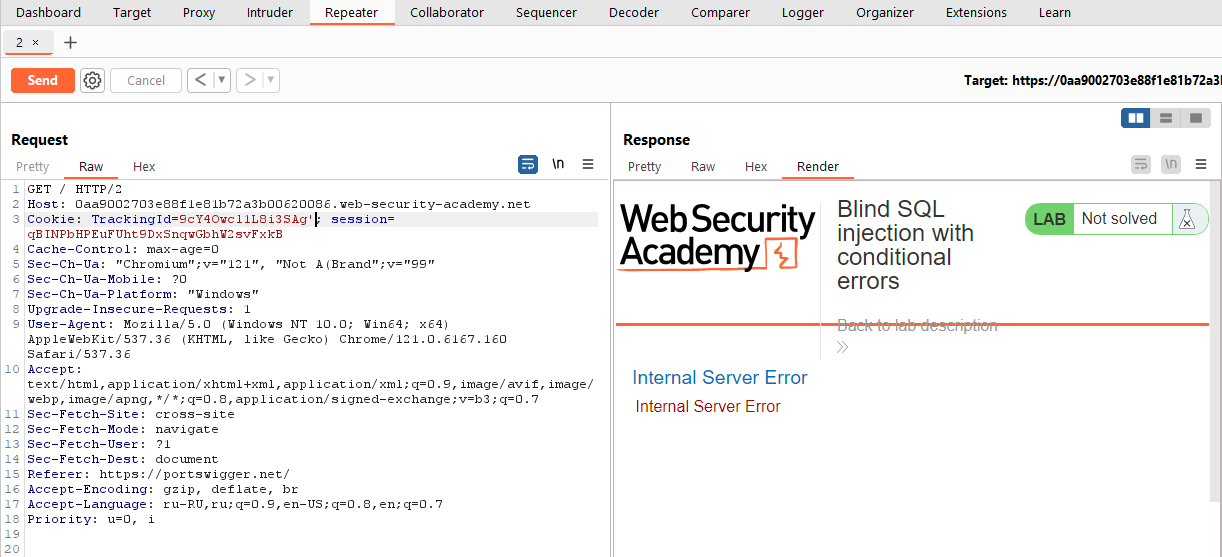 Dashboard Target Proxy Intruder Repeater Collaborator Sequencer Decoder Comparer Logger Organizer Extensions Learn
2 × +
Send Cancel < >
Target: https://0aa9002703e88f1e81b72a3b
Request
Pretty Raw Hex \n
1 GET / HTTP/2
2 Host: 0aa9002703e88f1e81b72a3b00620086.web-security-academy.net
3 Cookie: TrackingId=9cY4Owcl1L8i3SAg'; session=
qBINPbHPEuFUht9DxSnqwGbhW2svFxkB
4 Cache-Control: max-age=0
5 Sec-Ch-Ua: "Chromium";v="121", "Not A(Brand";v="99"
6 Sec-Ch-Ua-Mobile: ?0
7 Sec-Ch-Ua-Platform: "Windows"
8 Upgrade-Insecure-Requests: 1
9 User-Agent: Mozilla/5.0 (Windows NT 10.0; Win64; x64)
AppleWebKit/537.36 (KHTML, like Gecko) Chrome/121.0.6167.160
Safari/537.36
10 Accept:
text/html,application/xhtml+xml,application/xml;q=0.9,image/avif,image/
webp,image/apng,*/*;q=0.8,application/signed-exchange;v=b3;q=0.7
11 Sec-Fetch-Site: cross-site
12 Sec-Fetch-Mode: navigate
13 Sec-Fetch-User: ?1
14 Sec-Fetch-Dest: document
15 Referer: https://portswigger.net/
16 Accept-Encoding: gzip, deflate, br
17 Accept-Language: ru-RU,ru;q=0.9,en-US;q=0.8,en;q=0.7
18 Priority: u=0, i
19
20
Response
Pretty Raw Hex Render \n
Web Security
Academy
Blind SQL
injection with
conditional
errors
LAB Not solved
Back to lab description
Internal Server Error
Internal Server Error